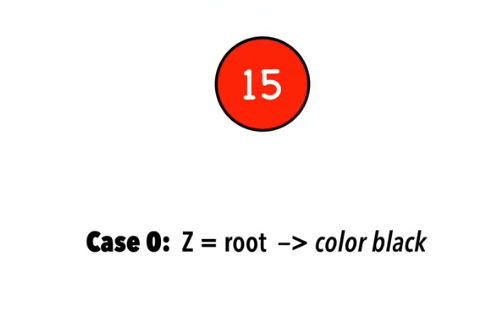 15
Case 0: Z = root –> color black